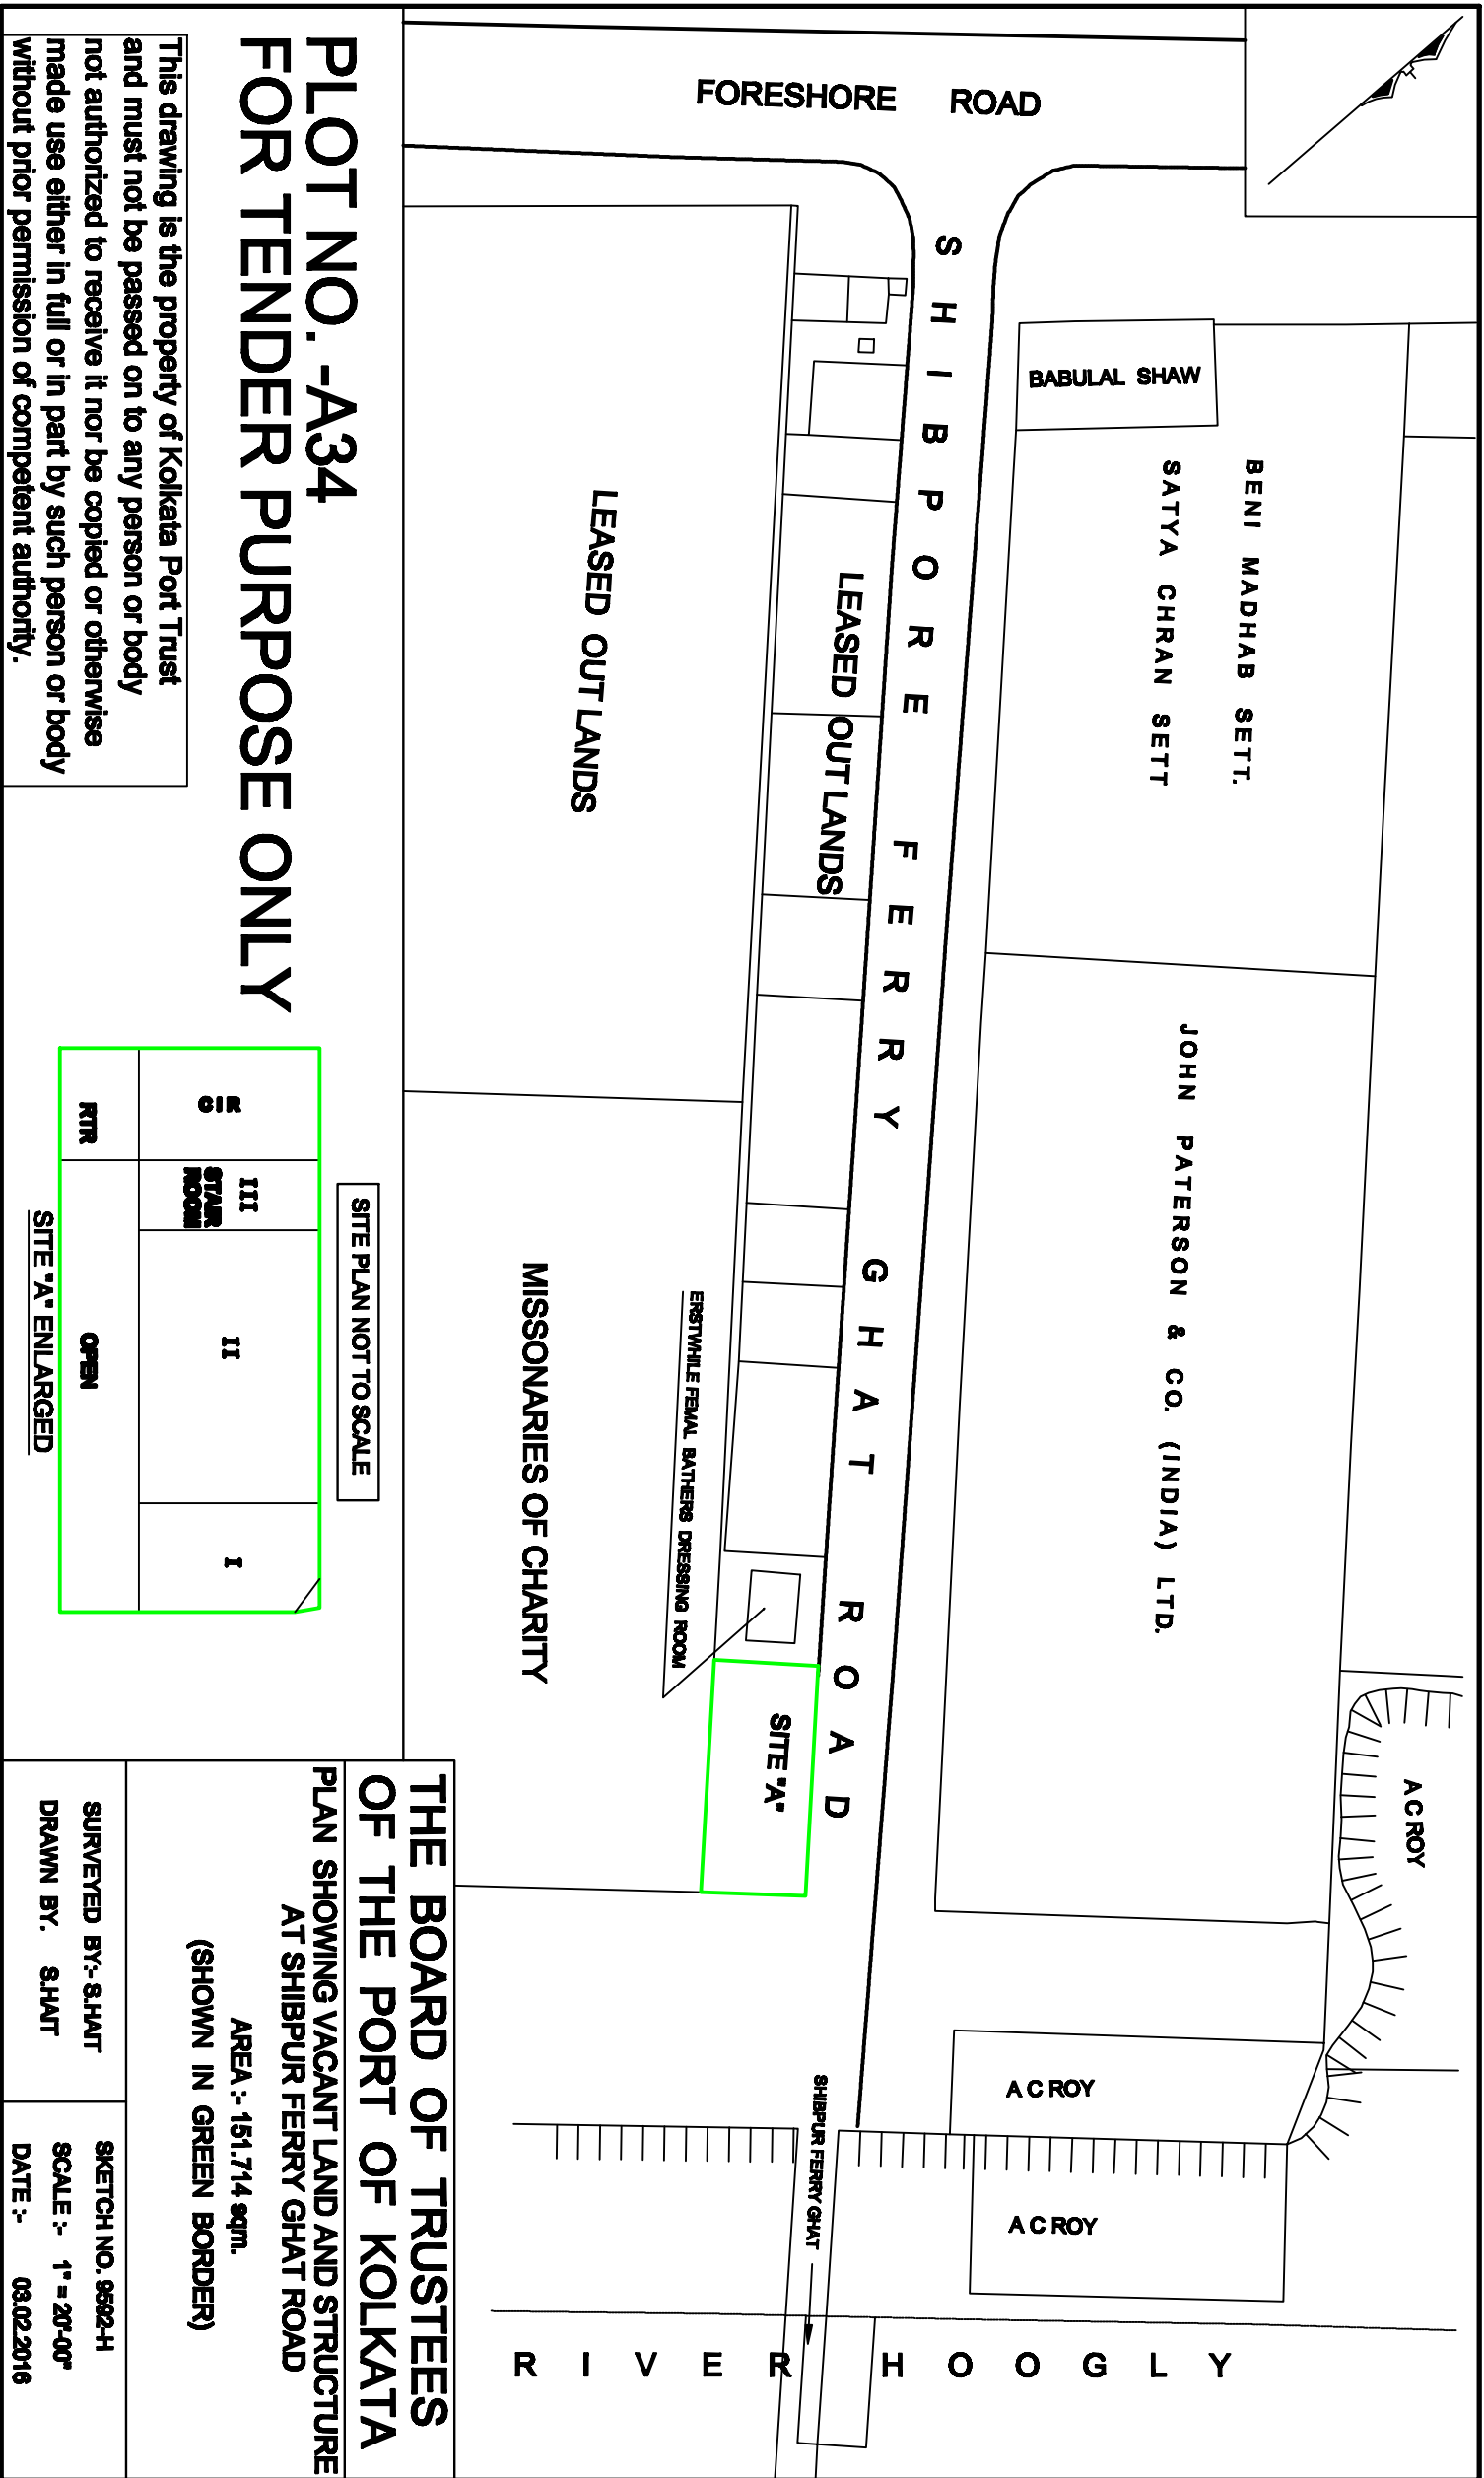 FORESHORE ROAD
SHIBPORE FERRY GHAT ROAD
BABULAL SHAW
BENI MADHAB SETT.
SATYA CHRAN SETT
JOHN PATERSON & CO. (INDIA) LTD.
A C ROY
A C ROY
A C ROY
LEASED OUT LANDS
LEASED OUT LANDS
MISSONARIES OF CHARITY
ERSTWHILE FEMAL BATHERS DRESSING ROOM
SITE "A"
SHIBPUR FERRY GHAT
RIVER HOOGLY
PLOT NO. -A34
FOR TENDER PURPOSE ONLY
This drawing is the property of Kolkata Port Trust
and must not be passed on to any person or body
not authorized to receive it nor be copied or otherwise
made use either in full or in part by such person or body
without prior permission of competent authority.
SITE PLAN NOT TO SCALE
III
STAIR
ROOM
II
I
RTR
OPEN
SITE "A" ENLARGED
THE BOARD OF TRUSTEES
OF THE PORT OF KOLKATA
PLAN SHOWING VACANT LAND AND STRUCTURE
AT SHIBPUR FERRY GHAT ROAD
AREA :- 151.714 sqm.
(SHOWN IN GREEN BORDER)
SURVEYED BY:- S.HAIT
DRAWN BY. S.HAIT
SKETCH NO. 9592-H
SCALE :- 1" = 20'-00"
DATE :- 03.02.2016